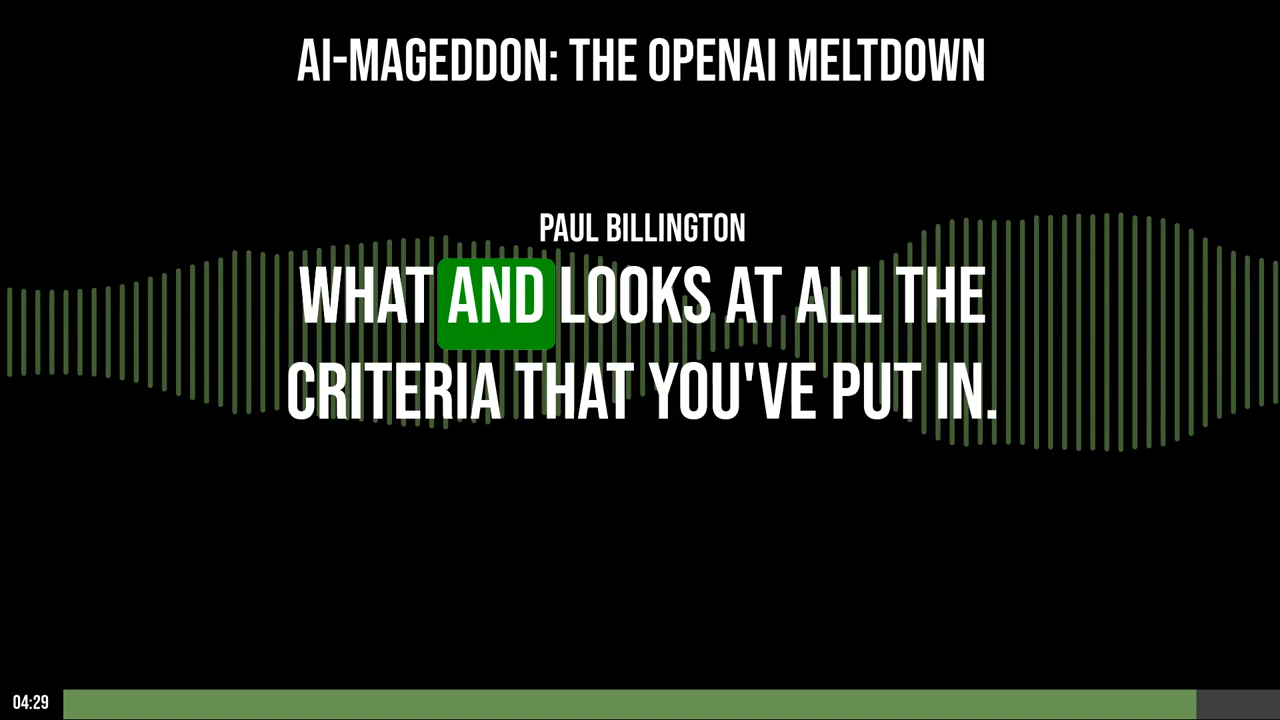 AI-MAGEDDON: THE OPENAI MELTDOWN
PAUL BILLINGTON
WHAT AND LOOKS AT ALL THE
CRITERIA THAT YOU'VE PUT IN.
04:29